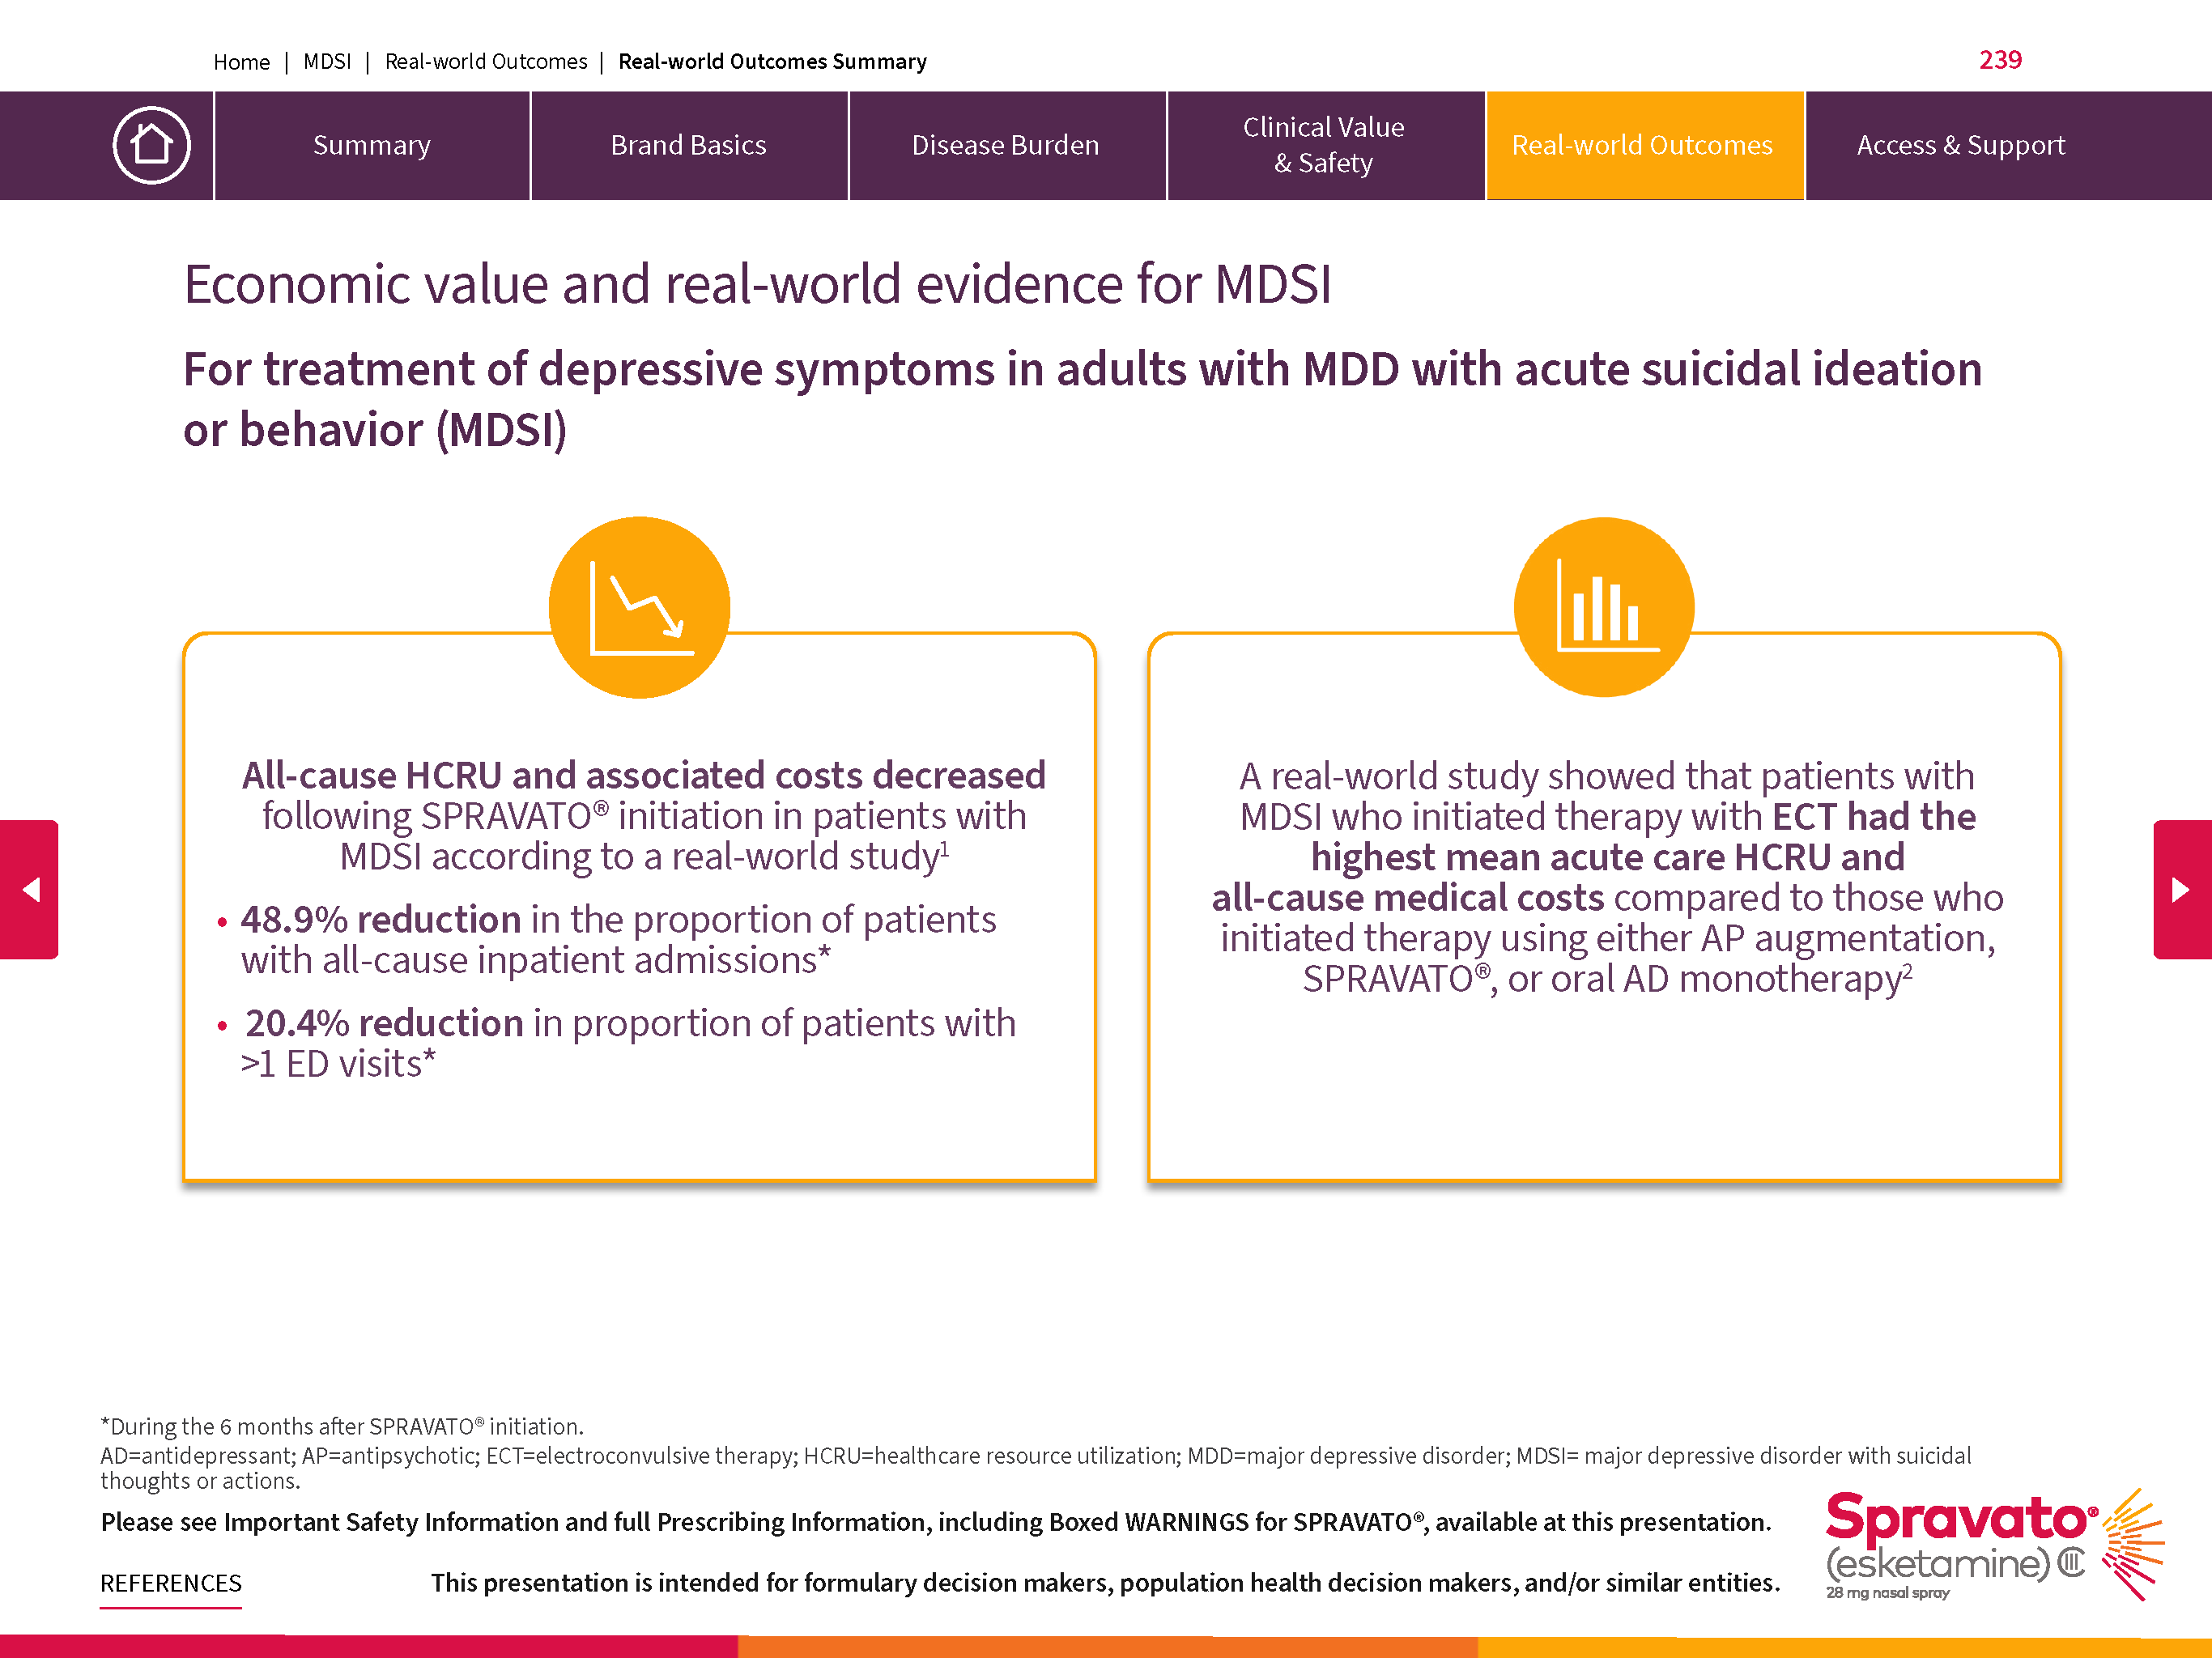 Home | MDSI | Real-world Outcomes | Real-world Outcomes Summary
239
Summary
Brand Basics
Disease Burden
Clinical Value
& Safety
Real-world Outcomes
Access & Support
Economic value and real-world evidence for MDSI
For treatment of depressive symptoms in adults with MDD with acute suicidal ideation
or behavior (MDSI)
All-cause HCRU and associated costs decreased
following SPRAVATO® initiation in patients with
MDSI according to a real-world study¹
• 48.9% reduction in the proportion of patients
with all-cause inpatient admissions*
• 20.4% reduction in proportion of patients with
>1 ED visits*
A real-world study showed that patients with
MDSI who initiated therapy with ECT had the
highest mean acute care HCRU and
all-cause medical costs compared to those who
initiated therapy using either AP augmentation,
SPRAVATO®, or oral AD monotherapy²
*During the 6 months after SPRAVATO® initiation.
AD=antidepressant; AP=antipsychotic; ECT=electroconvulsive therapy; HCRU=healthcare resource utilization; MDD=major depressive disorder; MDSI= major depressive disorder with suicidal
thoughts or actions.
Please see Important Safety Information and full Prescribing Information, including Boxed WARNINGS for SPRAVATO®, available at this presentation.
REFERENCES
This presentation is intended for formulary decision makers, population health decision makers, and/or similar entities.
Spravato®
(esketamine) CIII
28 mg nasal spray